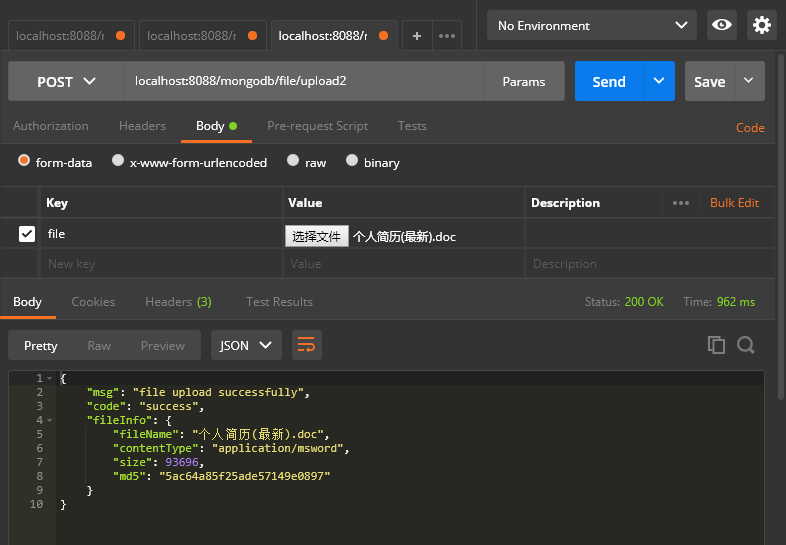 localhost:8088/r localhost:8088/r localhost:8088/r + ••• No Environment
POST localhost:8088/mongodb/file/upload2 Params Send Save
Authorization Headers Body Pre-request Script Tests Code
form-data x-www-form-urlencoded raw binary
Key Value Description ••• Bulk Edit
file 选择文件 个人简历(最新).doc
New key Value Description
Body Cookies Headers (3) Test Results Status: 200 OK Time: 962 ms
Pretty Raw Preview JSON
1 {
2 "msg": "file upload successfully",
3 "code": "success",
4 "fileInfo": {
5 "fileName": "个人简历(最新).doc",
6 "contentType": "application/msword",
7 "size": 93696,
8 "md5": "5ac64a85f25ade57149e0897"
9 }
10 }